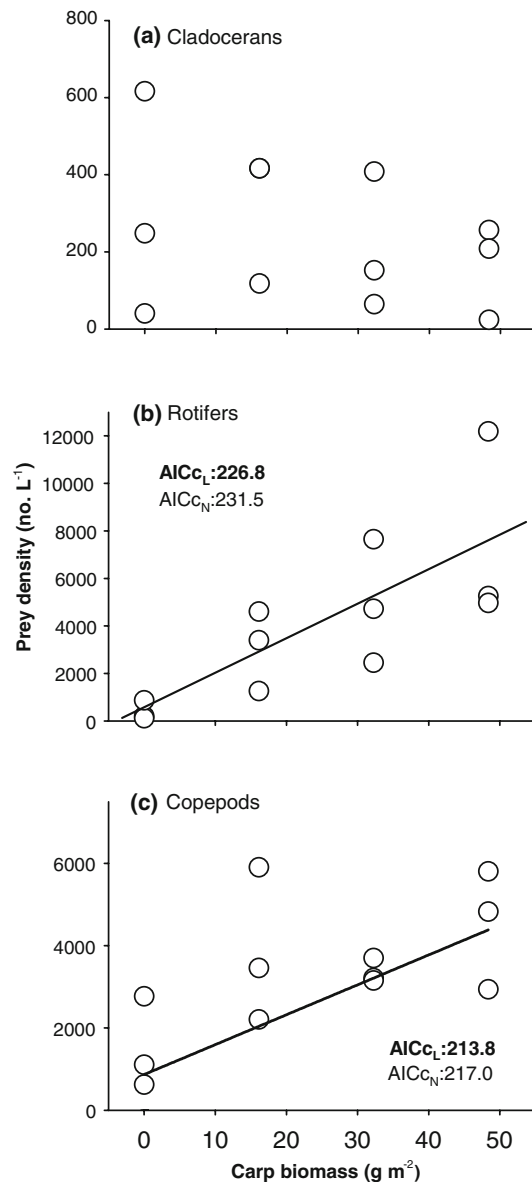 (a) Cladocerans
800
600
400
200
0
(b) Rotifers
12000
10000
8000
6000
4000
2000
0
AICcL:226.8
AICcN:231.5
Prey density (no. L-1)
(c) Copepods
6000
4000
2000
0
AICcL:213.8
AICcN:217.0
0 10 20 30 40 50
Carp biomass (g m-2)